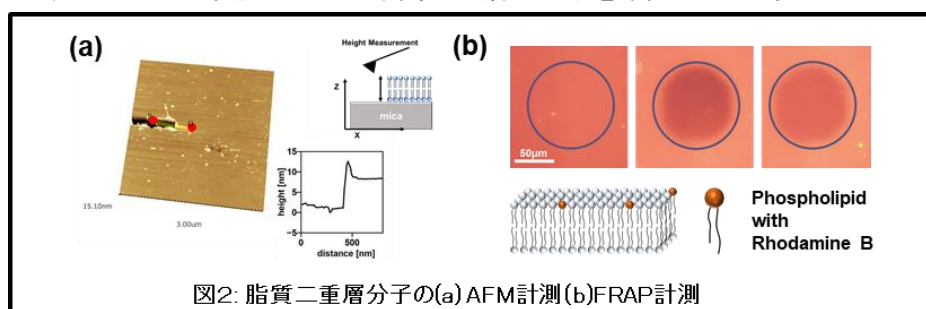 (a)
Height Measurement
z
mica
X
15
10
5
0
-5
height [nm]
0
500
distance [nm]
15.10nm
3.00um
(b)
50μm
Phospholipid
with
Rhodamine B
図2: 脂質二重層分子の(a) AFM計測(b)FRAP計測